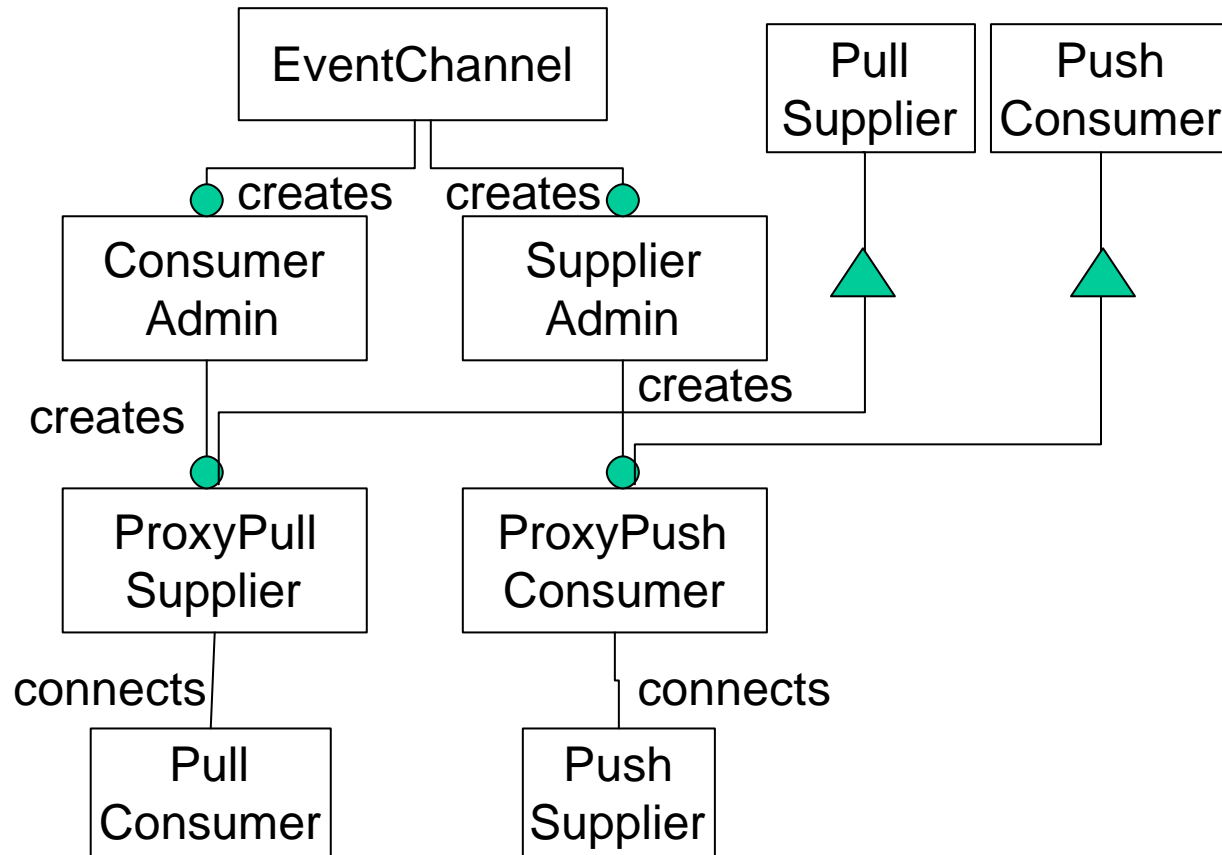 EventChannel
Pull
Supplier
Push
Consumer
creates
creates
Consumer
Admin
Supplier
Admin
creates
creates
ProxyPull
Supplier
ProxyPush
Consumer
connects
connects
Pull
Consumer
Push
Supplier